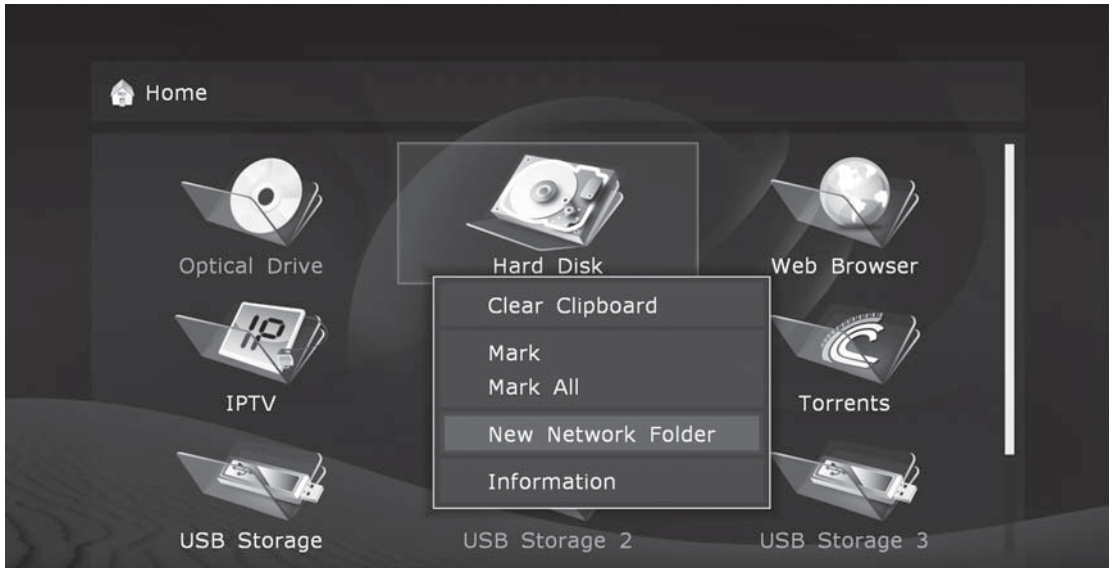 Home
Optical Drive
Hard Disk
Web Browser
Clear Clipboard
Mark
Mark All
New Network Folder
Information
IP
IPTV
Torrents
USB Storage
USB Storage 2
USB Storage 3